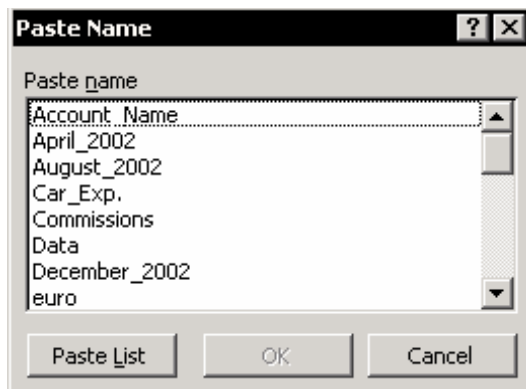 Paste Name
Paste name
Account_Name
April_2002
August_2002
Car_Exp.
Commissions
Data
December_2002
euro
Paste List OK Cancel